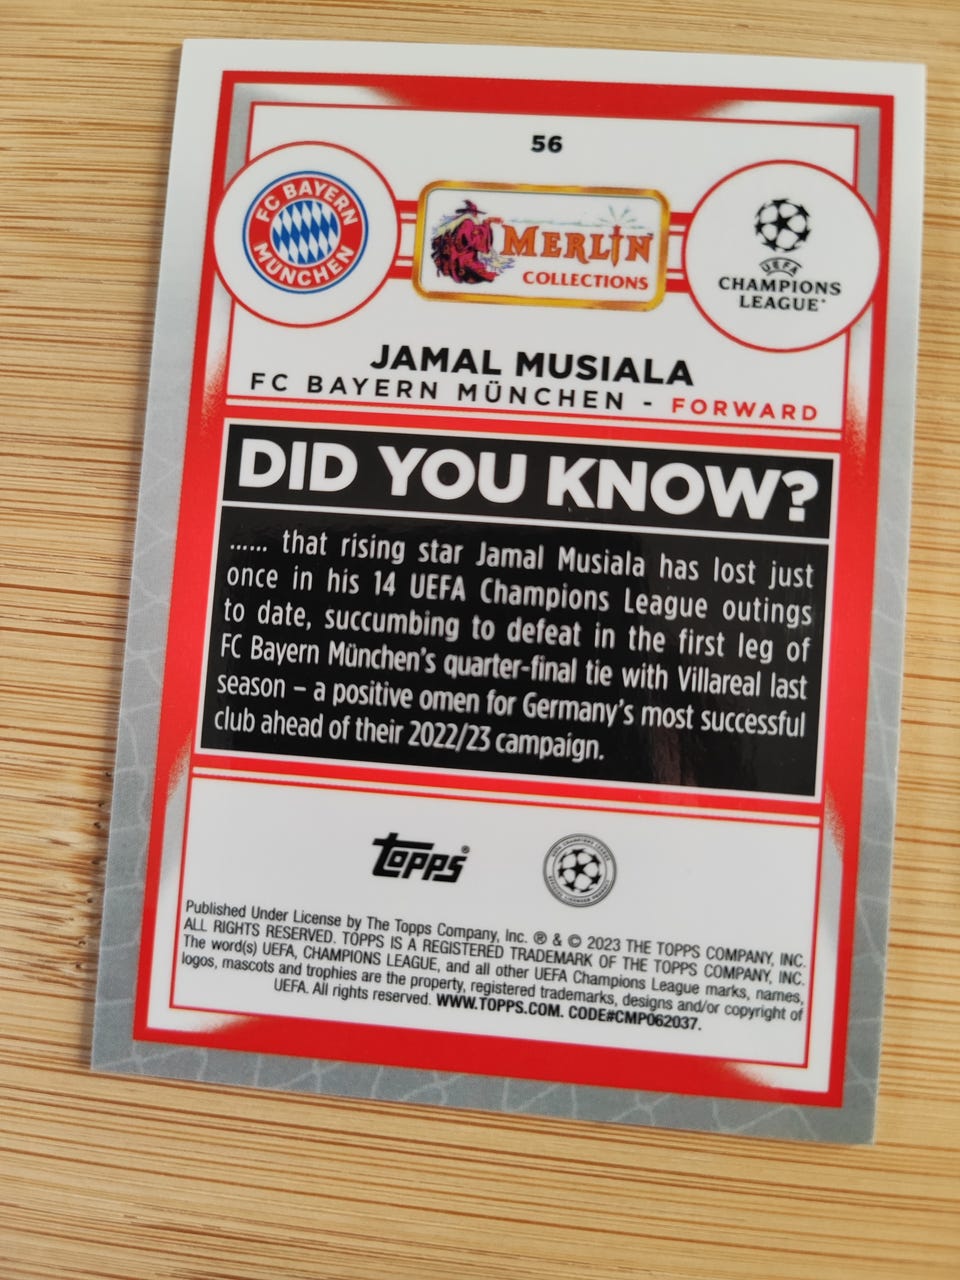 56
FC BAYERN
MÜNCHEN
MERLIN
COLLECTIONS
UEFA
CHAMPIONS
LEAGUE
JAMAL MUSIALA
FC BAYERN MÜNCHEN - FORWARD
DID YOU KNOW?
...... that rising star Jamal Musiala has lost just
once in his 14 UEFA Champions League outings
to date, succumbing to defeat in the first leg of
FC Bayern München's quarter-final tie with Villareal last
season – a positive omen for Germany's most successful
club ahead of their 2022/23 campaign.
topps®
Published Under License by The Topps Company, Inc. ® & © 2023 THE TOPPS COMPANY, INC.
ALL RIGHTS RESERVED. TOPPS IS A REGISTERED TRADEMARK OF THE TOPPS COMPANY, INC.
The word(s) UEFA, CHAMPIONS LEAGUE, and all other UEFA Champions League marks, names,
logos, mascots and trophies are the property, registered trademarks, designs and/or copyright of
UEFA. All rights reserved. WWW.TOPPS.COM. CODE#CMP062037.